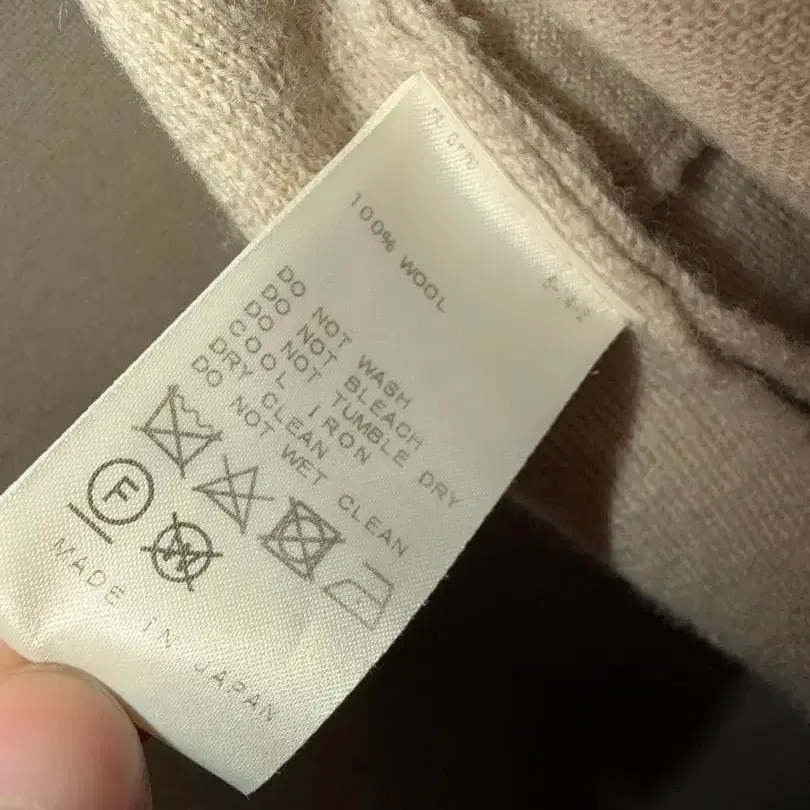 100% WOOL
DO NOT WASH
DO NOT BLEACH
DO NOT TUMBLE DRY
COOL IRON
DRY CLEAN
DO NOT WET CLEAN
F
W
MADE IN JAPAN